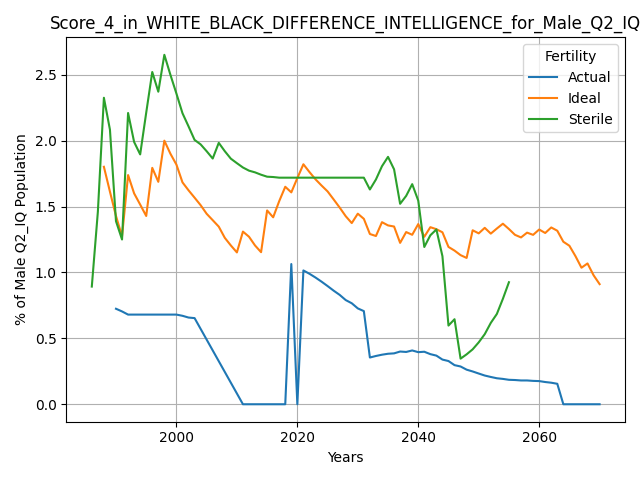 Score_4_in_WHITE_BLACK_DIFFERENCE_INTELLIGENCE_for_Male_Q2_IQ
% of Male Q2_IQ Population
2.5
2.0
1.5
1.0
0.5
0.0
Fertility
Actual
Ideal
Sterile
2000
2020
2040
2060
Years